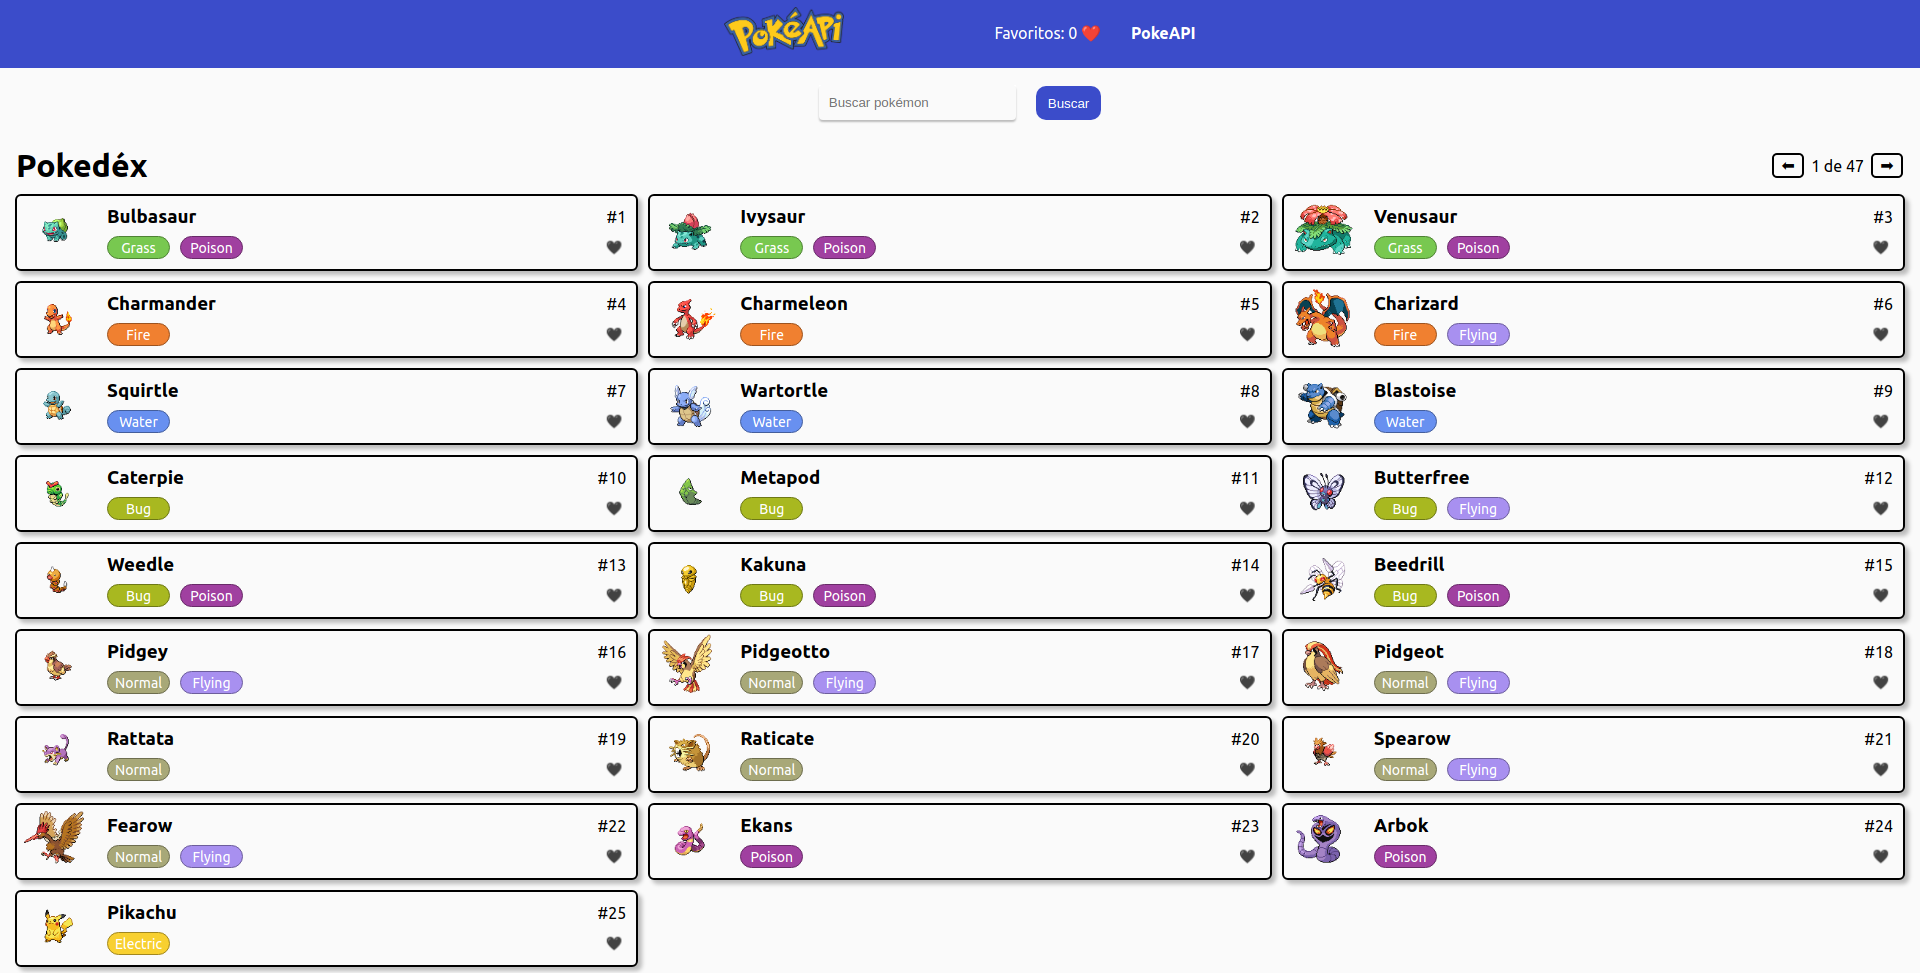 PokéAPi
Favoritos: 0 ❤️ PokeAPI
Buscar pokémon
Buscar
Pokedéx
⬅ 1 de 47 ➡
Bulbasaur #1
Grass Poison
Ivysaur #2
Grass Poison
Venusaur #3
Grass Poison
Charmander #4
Fire
Charmeleon #5
Fire
Charizard #6
Fire Flying
Squirtle #7
Water
Wartortle #8
Water
Blastoise #9
Water
Caterpie #10
Bug
Metapod #11
Bug
Butterfree #12
Bug Flying
Weedle #13
Bug Poison
Kakuna #14
Bug Poison
Beedrill #15
Bug Poison
Pidgey #16
Normal Flying
Pidgeotto #17
Normal Flying
Pidgeot #18
Normal Flying
Rattata #19
Normal
Raticate #20
Normal
Spearow #21
Normal Flying
Fearow #22
Normal Flying
Ekans #23
Poison
Arbok #24
Poison
Pikachu #25
Electric